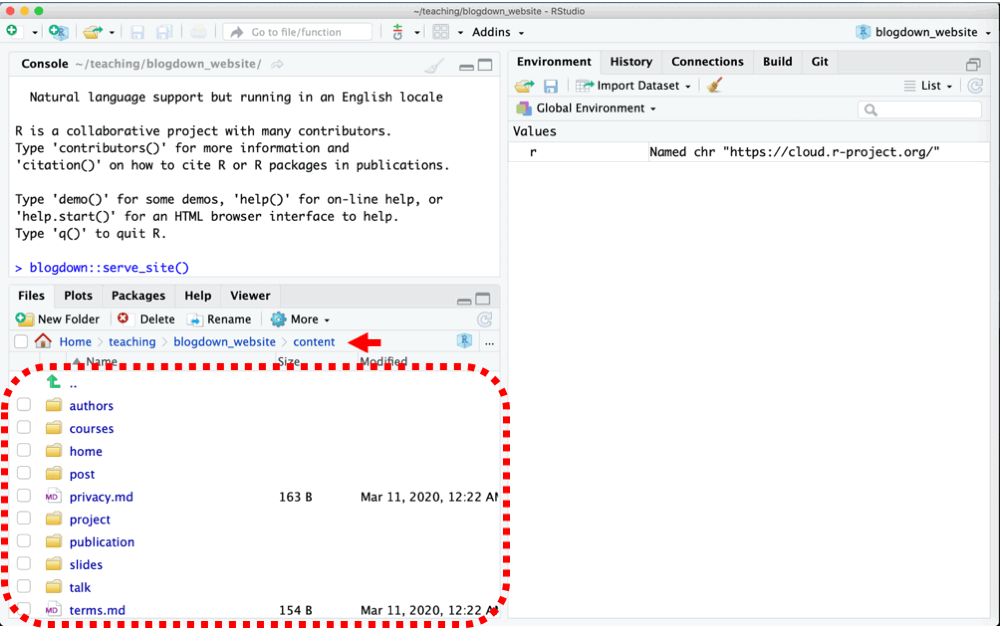 ~/teaching/blogdown_website - RStudio
Go to file/function Addins blogdown_website
Console ~/teaching/blogdown_website/
Natural language support but running in an English locale
R is a collaborative project with many contributors.
Type 'contributors()' for more information and
'citation()' on how to cite R or R packages in publications.
Type 'demo()' for some demos, 'help()' for on-line help, or
'help.start()' for an HTML browser interface to help.
Type 'q()' to quit R.
> blogdown::serve_site()
Files Plots Packages Help Viewer
New Folder Delete Rename More
Home > teaching > blogdown_website > content ...
Name Size Modified
..
authors
courses
home
post
MD privacy.md 163 B Mar 11, 2020, 12:22 AM
project
publication
slides
talk
MD terms.md 154 B Mar 11, 2020, 12:22 AM
Environment History Connections Build Git
Import Dataset List
Global Environment
Values
r Named chr "https://cloud.r-project.org/"